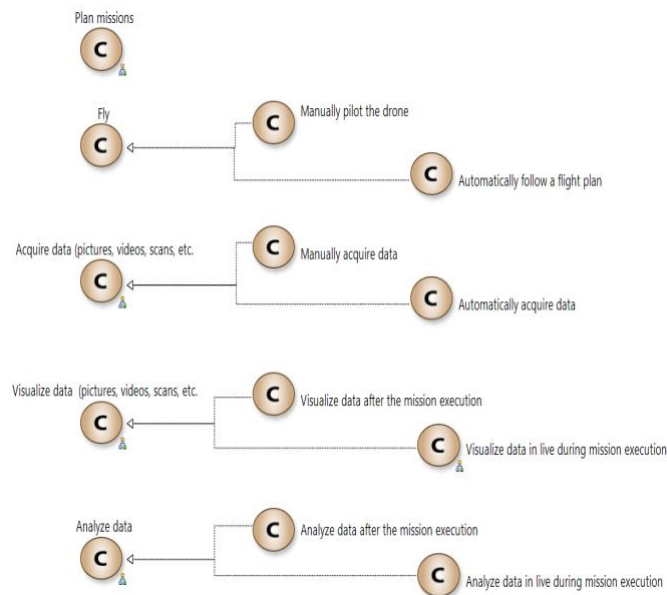 Plan missions
C
Fly
C
C
Manually pilot the drone
C
Automatically follow a flight plan
Acquire data (pictures, videos, scans, etc.
C
C
Manually acquire data
C
Automatically acquire data
Visualize data (pictures, videos, scans, etc.
C
C
Visualize data after the mission execution
C
Visualize data in live during mission execution
Analyze data
C
C
Analyze data after the mission execution
C
Analyze data in live during mission execution